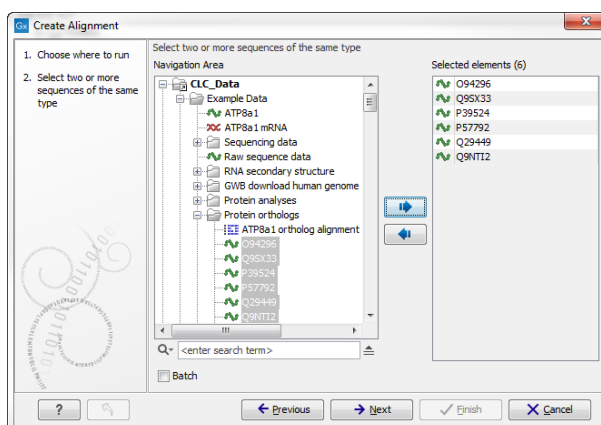 Gx Create Alignment
1. Choose where to run
2. Select two or more
sequences of the same
type
Select two or more sequences of the same type
Navigation Area
CLC_Data
Example Data
ATP8a1
ATP8a1 mRNA
Sequencing data
Raw sequence data
RNA secondary structure
GWB download human genome
Protein analyses
Protein orthologs
ATP8a1 ortholog alignment
O94296
Q9SX33
P39524
P57792
Q29449
Q9NTI2
<enter search term>
Batch
Selected elements (6)
O94296
Q9SX33
P39524
P57792
Q29449
Q9NTI2
?
Previous
Next
Finish
Cancel